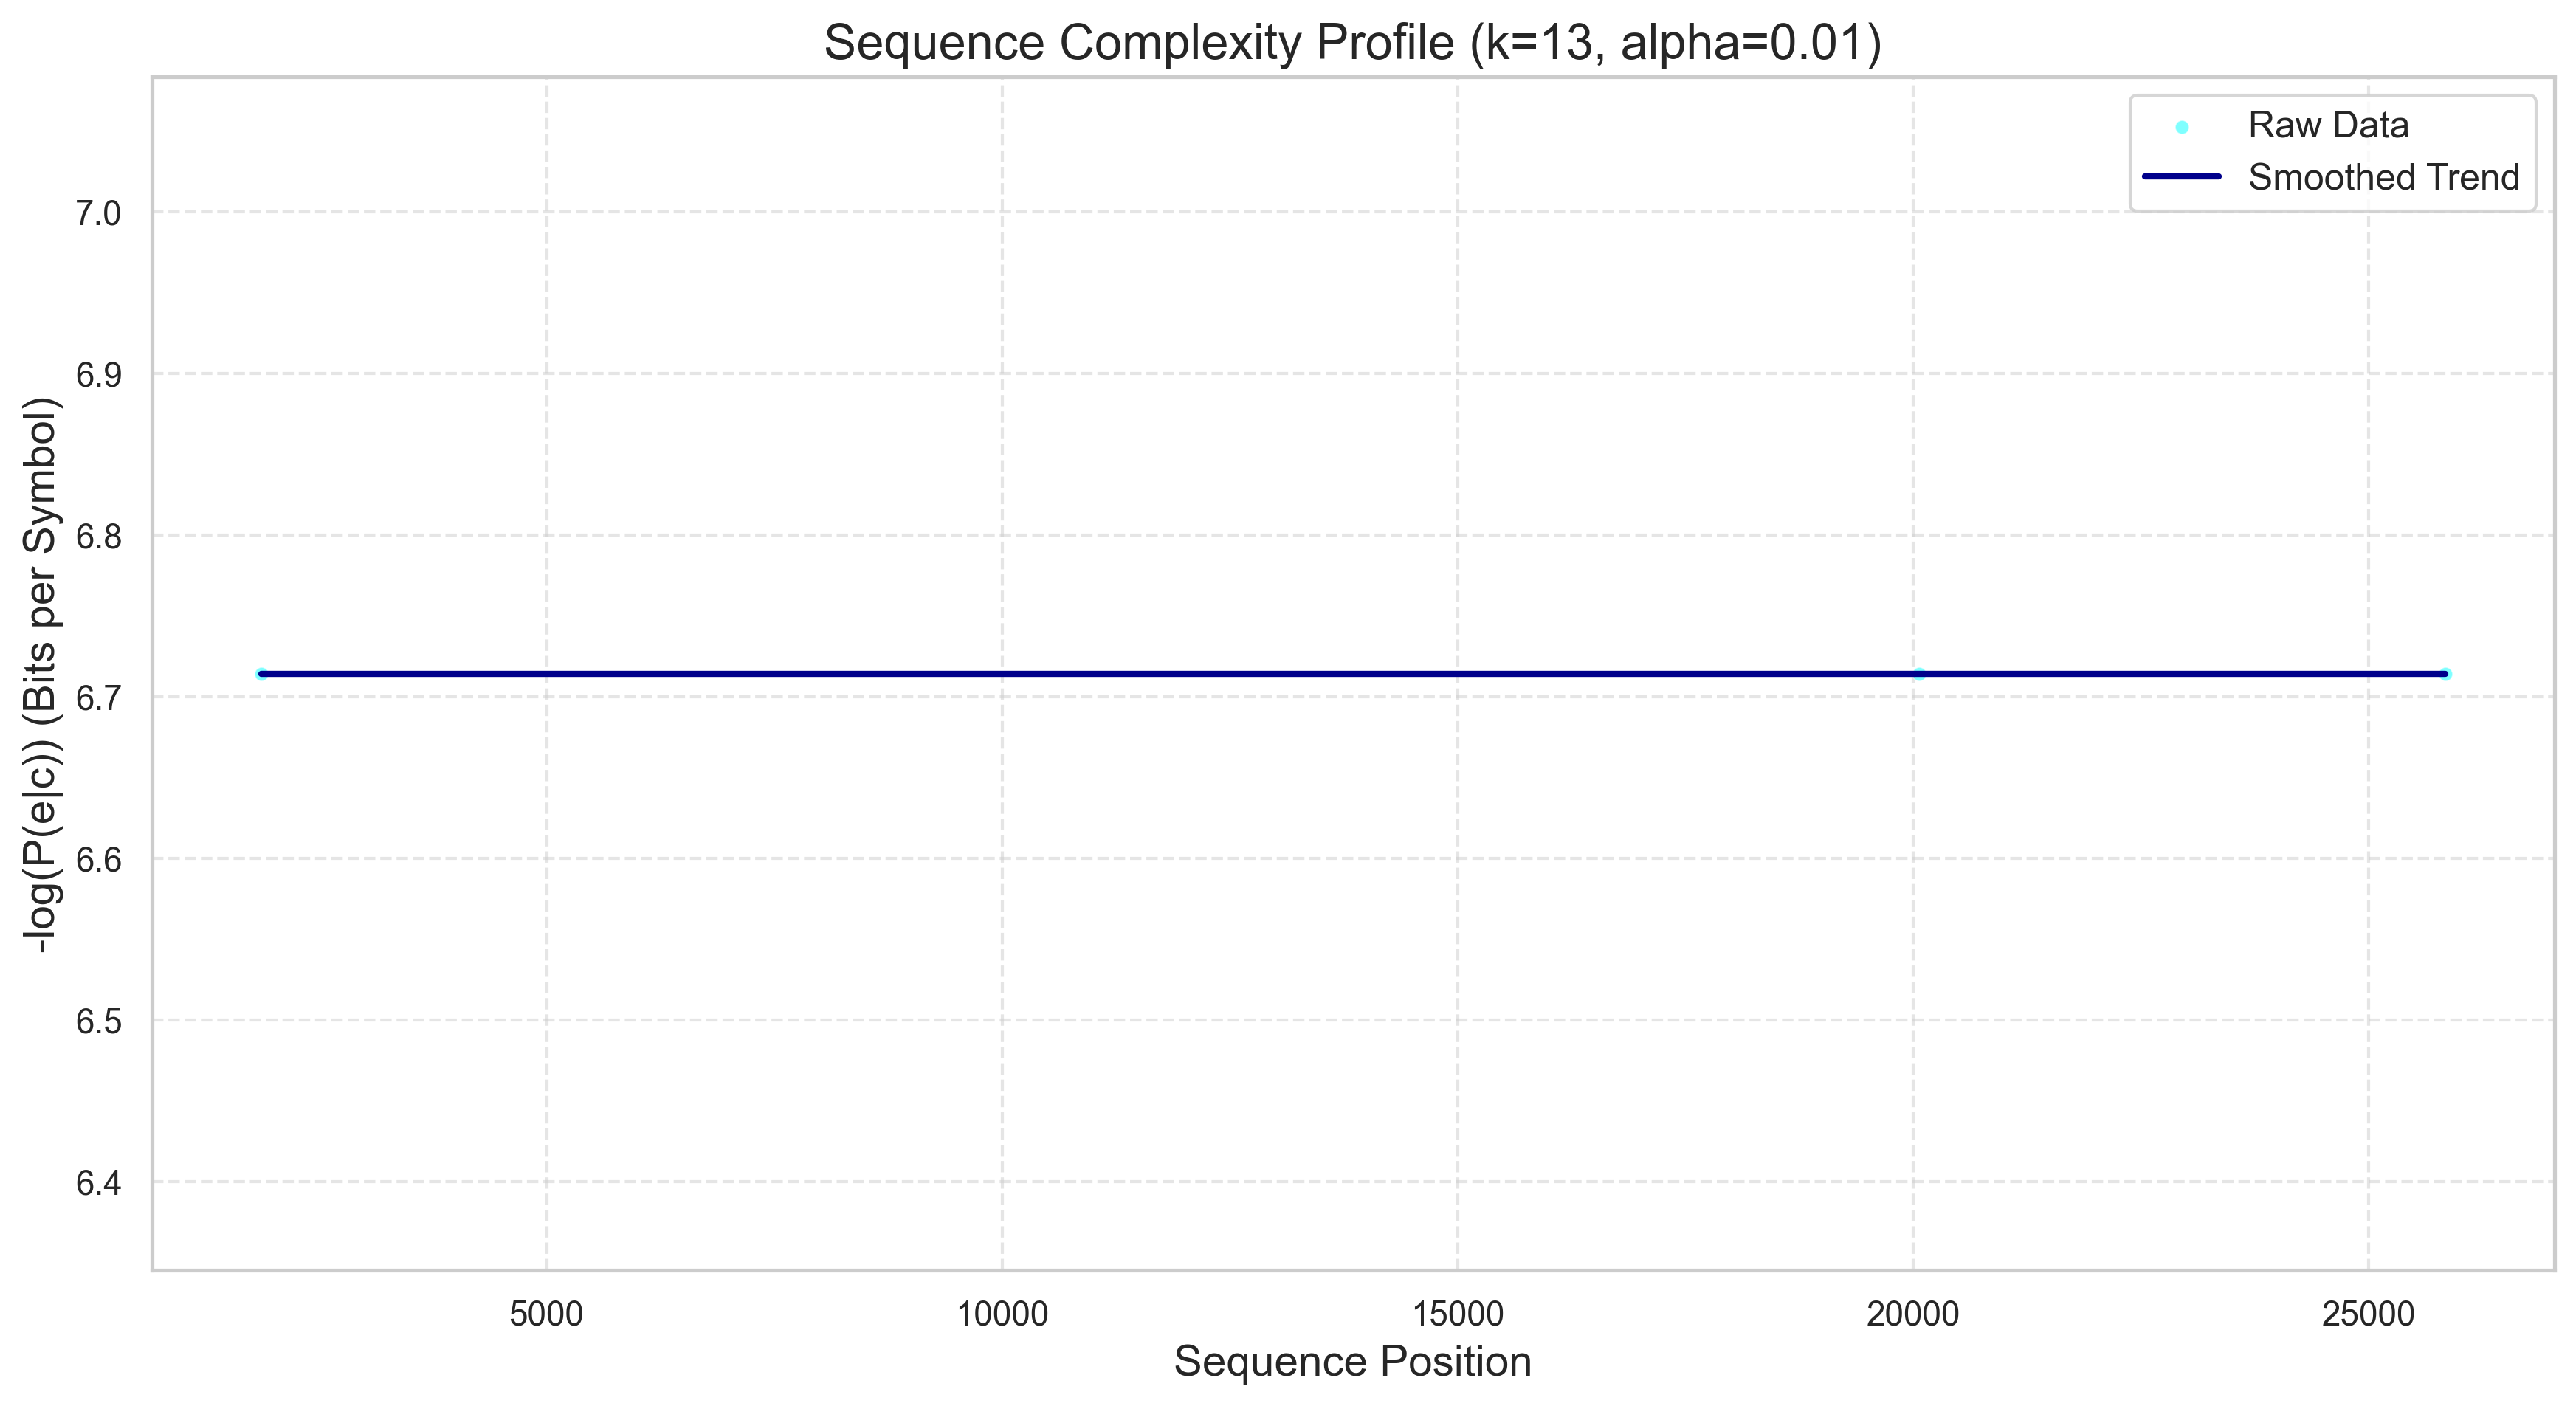 Sequence Complexity Profile (k=13, alpha=0.01)
Raw Data
Smoothed Trend
-log(P(e|c)) (Bits per Symbol)
7.0
6.9
6.8
6.7
6.6
6.5
6.4
5000 10000 15000 20000 25000
Sequence Position